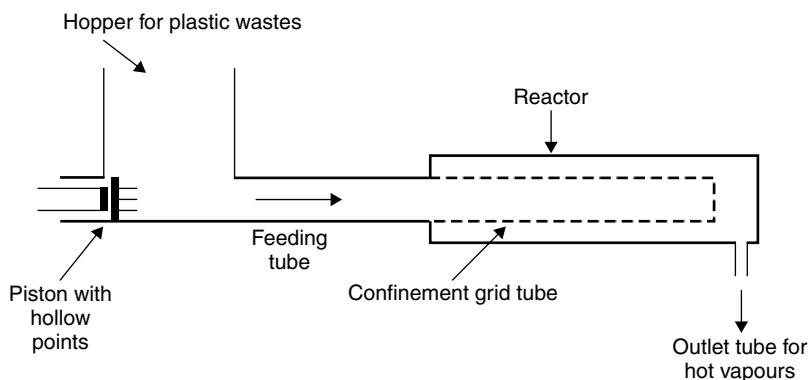 Hopper for plastic wastes
Reactor
Feeding
tube
Confinement grid tube
Piston with
hollow
points
Outlet tube for
hot vapours